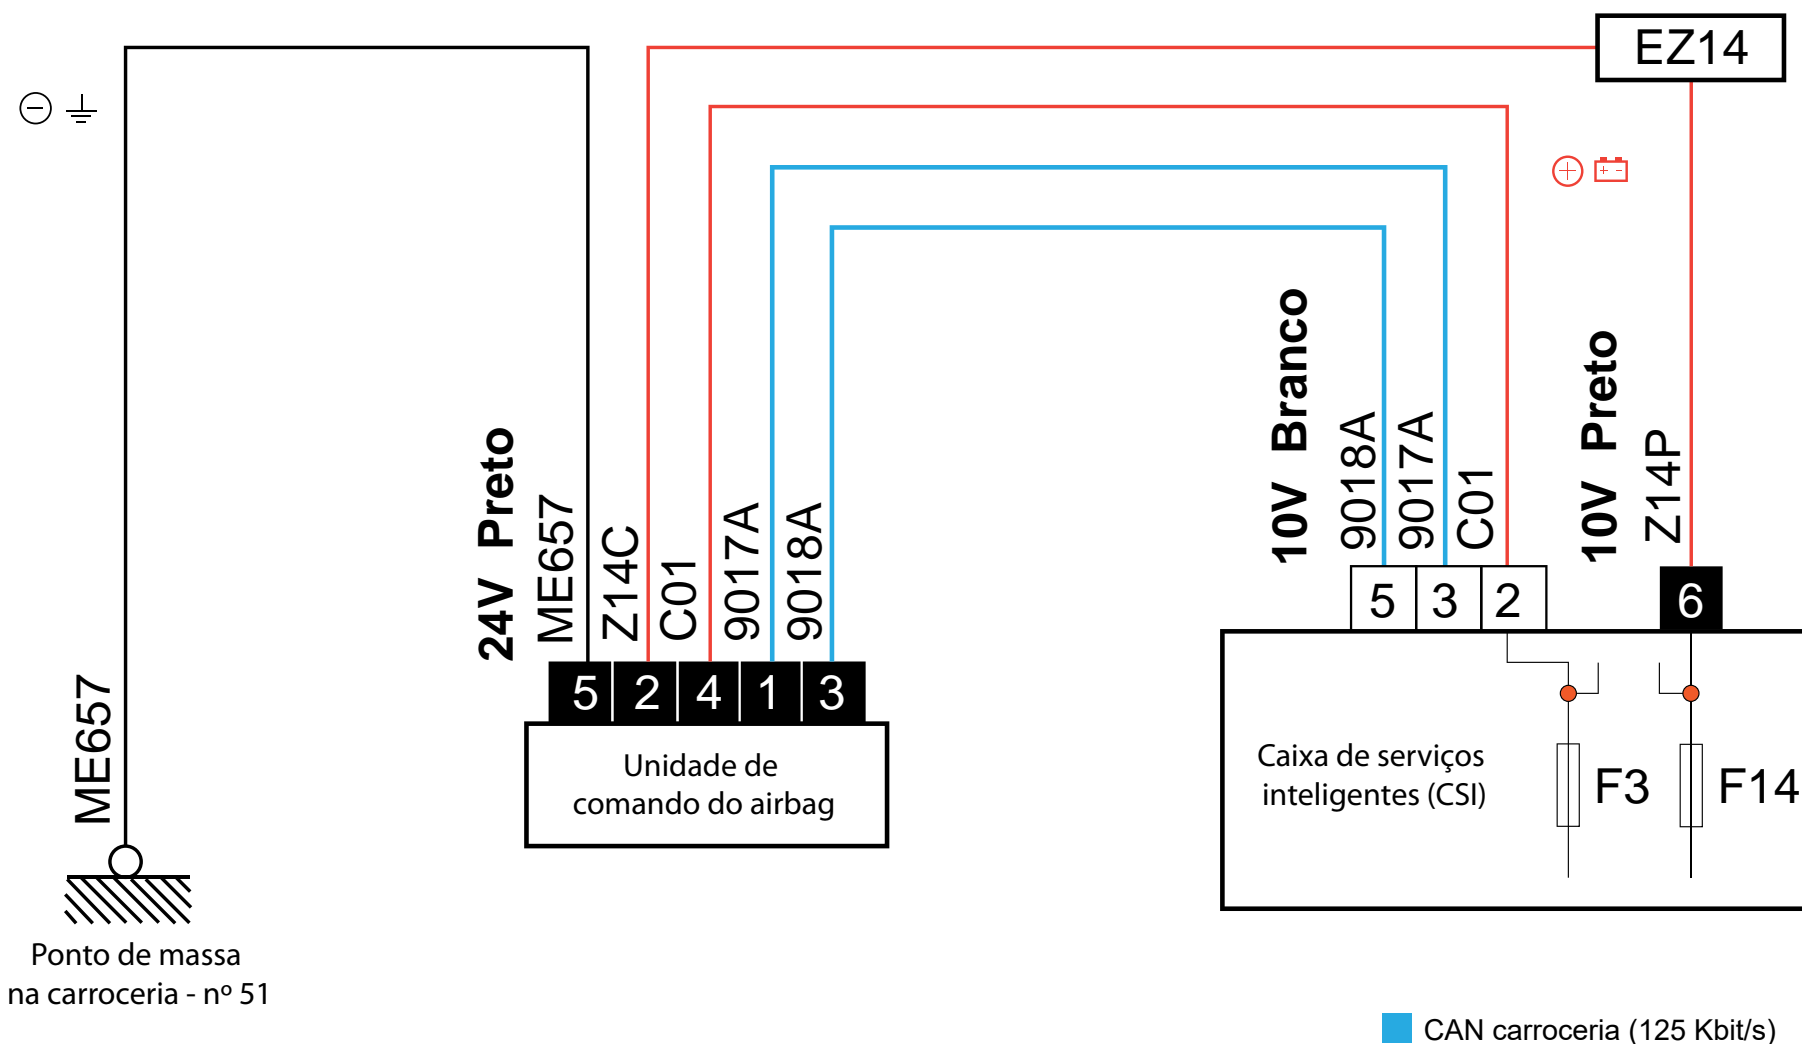 EZ14
24V Preto
ME657
Z14C
C01
9017A
9018A
10V Branco
9018A
9017A
C01
10V Preto
Z14P
ME657
5 2 4 1 3
5 3 2
6
Unidade de
comando do airbag
Caixa de serviços
inteligentes (CSI)
F3
F14
Ponto de massa
na carroceria - nº 51
CAN carroceria (125 Kbit/s)